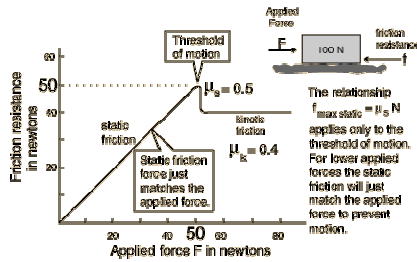 Applied
Force
F
100 N
friction
resistance
f
Threshold
of motion
μs = 0.5
kinetic
friction
μk = 0.4
static
friction
Static friction
force just
matches the
applied force.
Friction resistance
in newtons
60
50
40
20
20
40
50
60
80
Applied force F in newtons
The relationship
f max static = μs N
applies only to the
threshold of motion.
For lower applied
forces the static
friction will just
match the applied
force to prevent
motion.